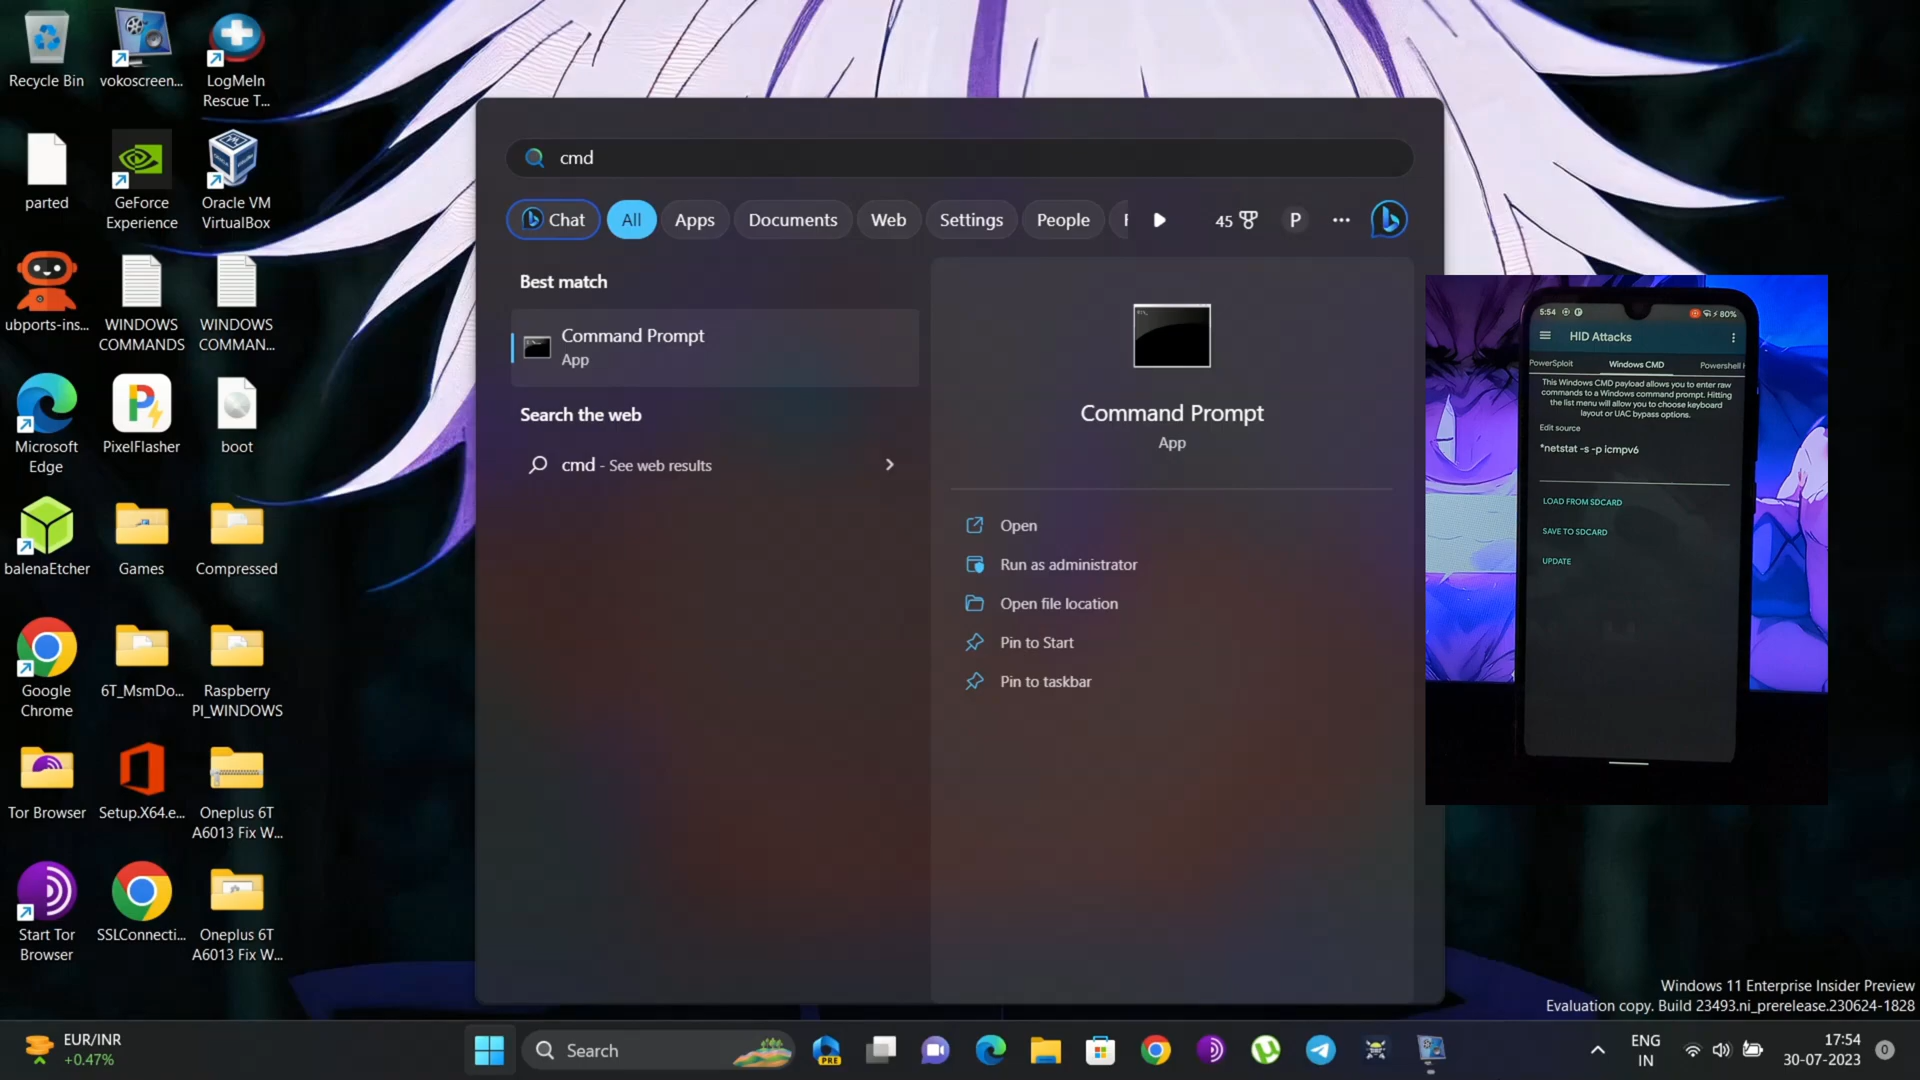 Recycle Bin
vokoscreen...
LogMeIn
Rescue T...
parted
GeForce
Experience
Oracle VM
VirtualBox
ubports-ins...
WINDOWS
COMMANDS
WINDOWS
COMMAN...
Microsoft
Edge
PixelFlasher
boot
balenaEtcher
Games
Compressed
Google
Chrome
6T_MsmDo...
Raspberry
PI_WINDOWS
Tor Browser
Setup.X64.e...
Oneplus 6T
A6013 Fix W...
Start Tor
Browser
SSLConnecti...
Oneplus 6T
A6013 Fix W...
cmd
Chat
All
Apps
Documents
Web
Settings
People
45
P
Best match
Command Prompt
App
Search the web
cmd - See web results
Command Prompt
App
Open
Run as administrator
Open file location
Pin to Start
Pin to taskbar
5:54
80%
HID Attacks
PowerSploit
Windows CMD
Powershell
This Windows CMD payload allows you to enter raw
commands to a Windows command prompt. Hitting
the list menu will allow you to choose keyboard
layout or UAC bypass options.
Edit source
*netstat -s -p icmpv6
LOAD FROM SDCARD
SAVE TO SDCARD
UPDATE
Windows 11 Enterprise Insider Preview
Evaluation copy. Build 23493.ni_prerelease.230624-1828
EUR/INR
+0.47%
Search
PRE
ENG
IN
17:54
30-07-2023
0